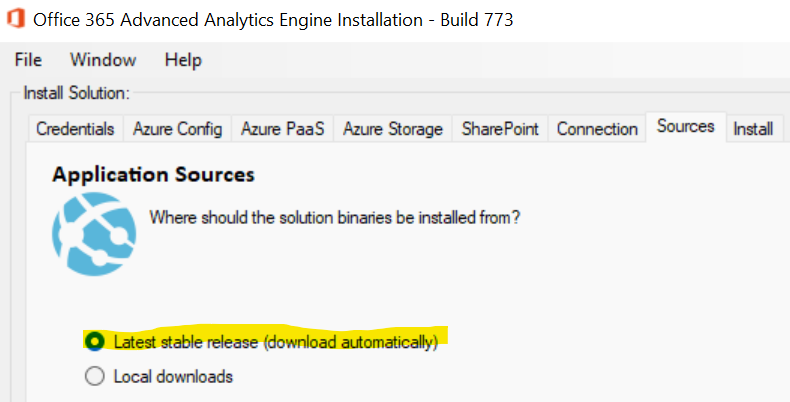 Office 365 Advanced Analytics Engine Installation - Build 773
File Window Help
Install Solution:
Credentials Azure Config Azure PaaS Azure Storage SharePoint Connection Sources Install
Application Sources
Where should the solution binaries be installed from?
Latest stable release (download automatically)
Local downloads